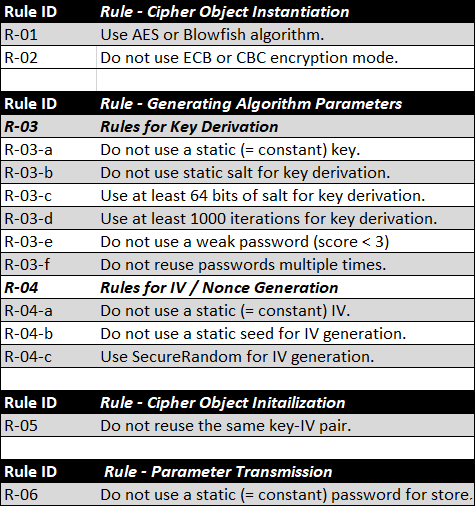 Rule ID Rule - Cipher Object Instantiation
R-01 Use AES or Blowfish algorithm.
R-02 Do not use ECB or CBC encryption mode.
Rule ID Rule - Generating Algorithm Parameters
R-03 Rules for Key Derivation
R-03-a Do not use a static (= constant) key.
R-03-b Do not use static salt for key derivation.
R-03-c Use at least 64 bits of salt for key derivation.
R-03-d Use at least 1000 iterations for key derivation.
R-03-e Do not use a weak password (score < 3)
R-03-f Do not reuse passwords multiple times.
R-04 Rules for IV / Nonce Generation
R-04-a Do not use a static (= constant) IV.
R-04-b Do not use a static seed for IV generation.
R-04-c Use SecureRandom for IV generation.
Rule ID Rule - Cipher Object Initailization
R-05 Do not reuse the same key-IV pair.
Rule ID Rule - Parameter Transmission
R-06 Do not use a static (= constant) password for store.